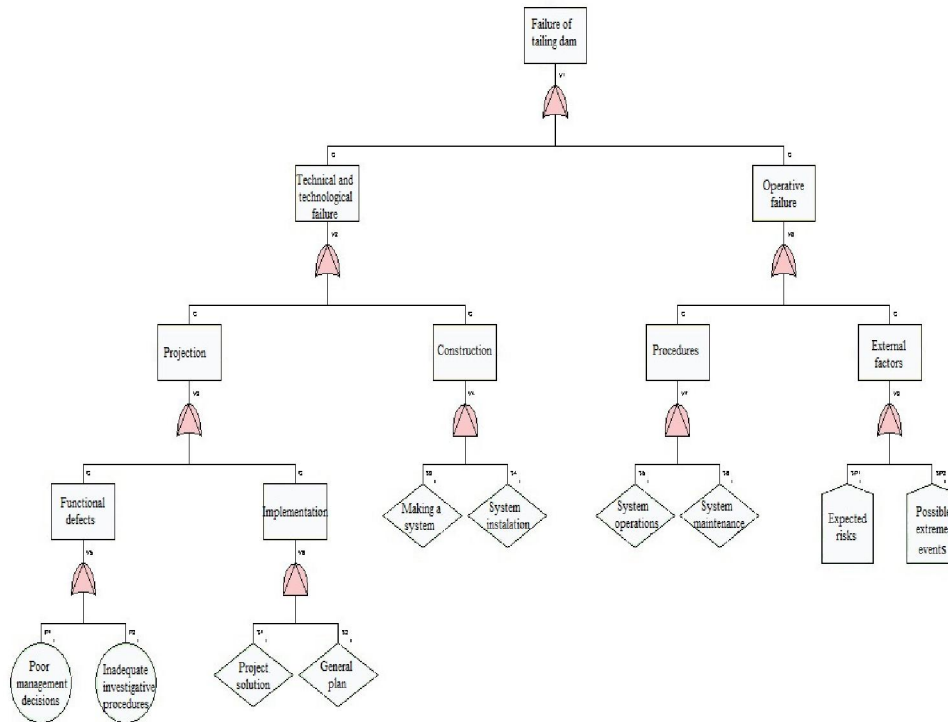 Failure of
tailing dam
V1
G
G
Technical and
technological
failure
Operative
failure
V2
G
G
G
G
Projection
Construction
Procedures
External
factors
G
G
Functional
defects
Implementation
Making a
system
System
instalation
System
operations
System
maintenance
Expected
risks
Possible
extreme
events
Poor
management
decisions
Inadequate
investigative
procedures
Project
solution
General
plan